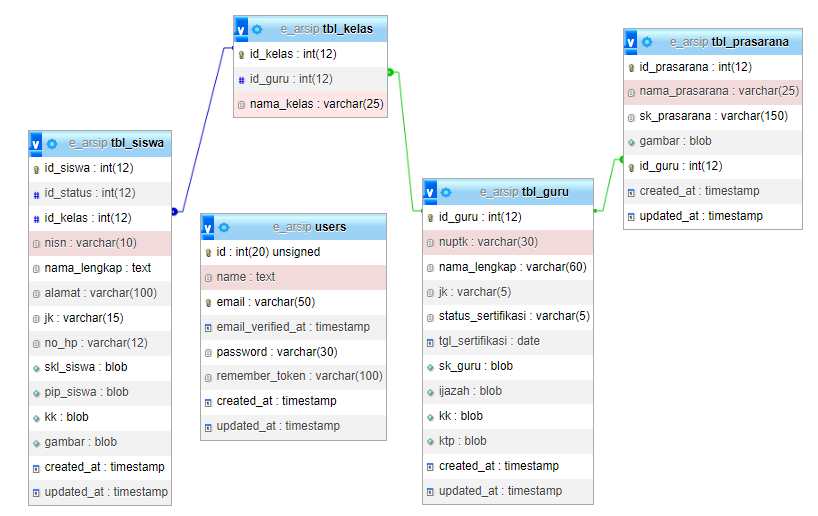 e_arsip tbl_kelas
id_kelas : int(12)
id_guru : int(12)
nama_kelas : varchar(25)
e_arsip tbl_prasarana
id_prasarana : int(12)
nama_prasarana : varchar(25)
sk_prasarana : varchar(150)
gambar : blob
id_guru : int(12)
created_at : timestamp
updated_at : timestamp
e_arsip tbl_siswa
id_siswa : int(12)
id_status : int(12)
id_kelas : int(12)
nisn : varchar(10)
nama_lengkap : text
alamat : varchar(100)
jk : varchar(15)
no_hp : varchar(12)
skl_siswa : blob
pip_siswa : blob
kk : blob
gambar : blob
created_at : timestamp
updated_at : timestamp
e_arsip users
id : int(20) unsigned
name : text
email : varchar(50)
email_verified_at : timestamp
password : varchar(30)
remember_token : varchar(100)
created_at : timestamp
updated_at : timestamp
e_arsip tbl_guru
id_guru : int(12)
nuptk : varchar(30)
nama_lengkap : varchar(60)
jk : varchar(5)
status_sertifikasi : varchar(5)
tgl_sertifikasi : date
sk_guru : blob
ijazah : blob
kk : blob
ktp : blob
created_at : timestamp
updated_at : timestamp